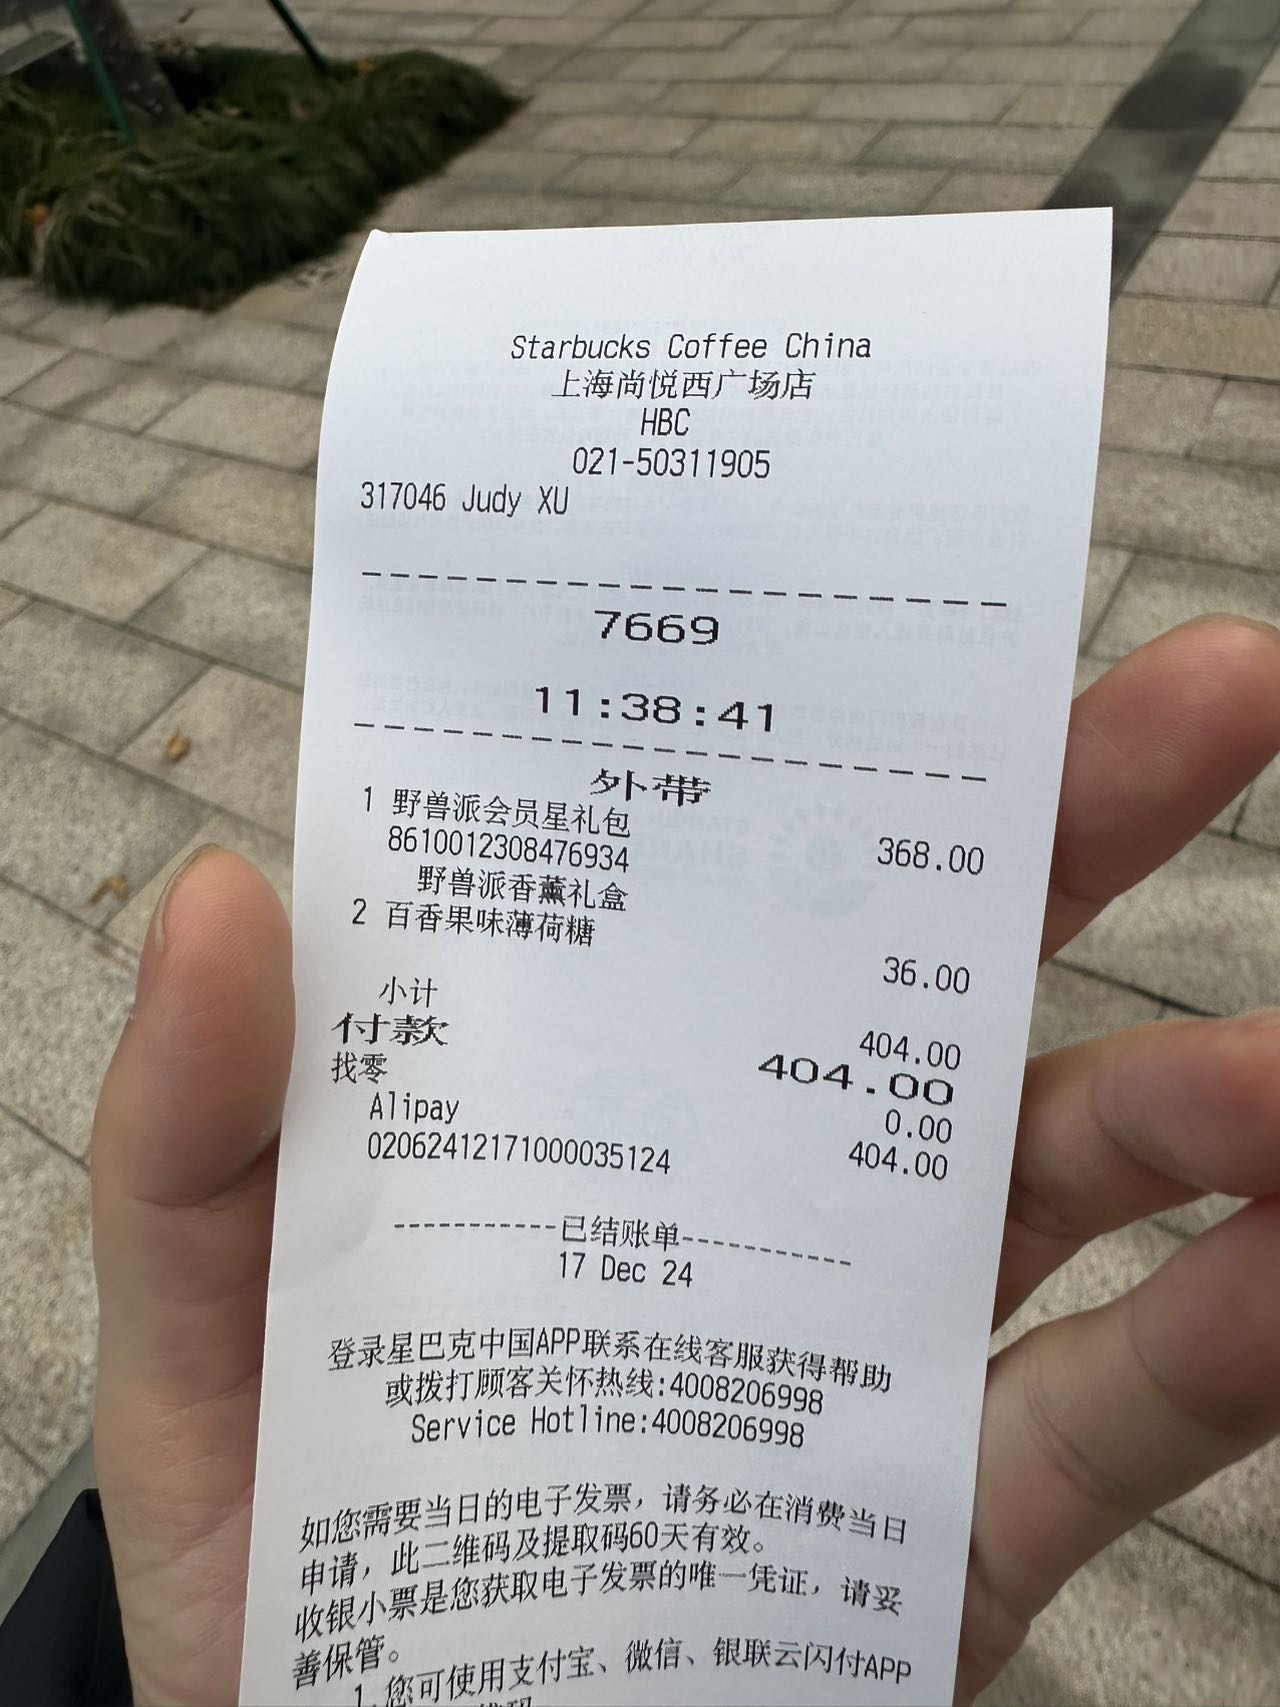 Starbucks Coffee China
上海尚悦西广场店
HBC
021-50311905
317046 Judy XU
7669
11:38:41
外带
1 野兽派会员星礼包 368.00
8610012308476934
野兽派香薰礼盒
2 百香果味薄荷糖 36.00
小计 404.00
付款 404.00
找零 0.00
Alipay 404.00
02062412171000035124
-----------已结账单-----------
17 Dec 24
登录星巴克中国APP联系在线客服获得帮助
或拨打顾客关怀热线:4008206998
Service Hotline:4008206998
如您需要当日的电子发票，请务必在消费当日
申请，此二维码及提取码60天有效。
收银小票是您获取电子发票的唯一凭证，请妥
善保管。
1.您可使用支付宝、微信、银联云闪付APP